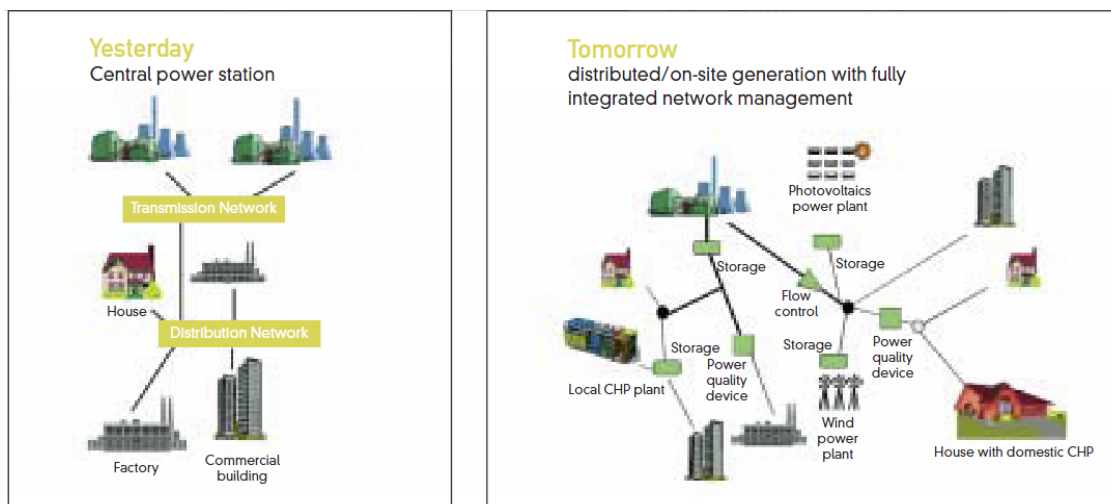 Yesterday
Central power station
Transmission Network
House
Distribution Network
Factory
Commercial
building
Tomorrow
distributed/on-site generation with fully
integrated network management
Photovoltaics
power plant
Storage
Storage
Flow
control
Storage
Storage
Power
quality
device
Power
quality
device
Local CHP plant
Wind
power
plant
House with domestic CHP